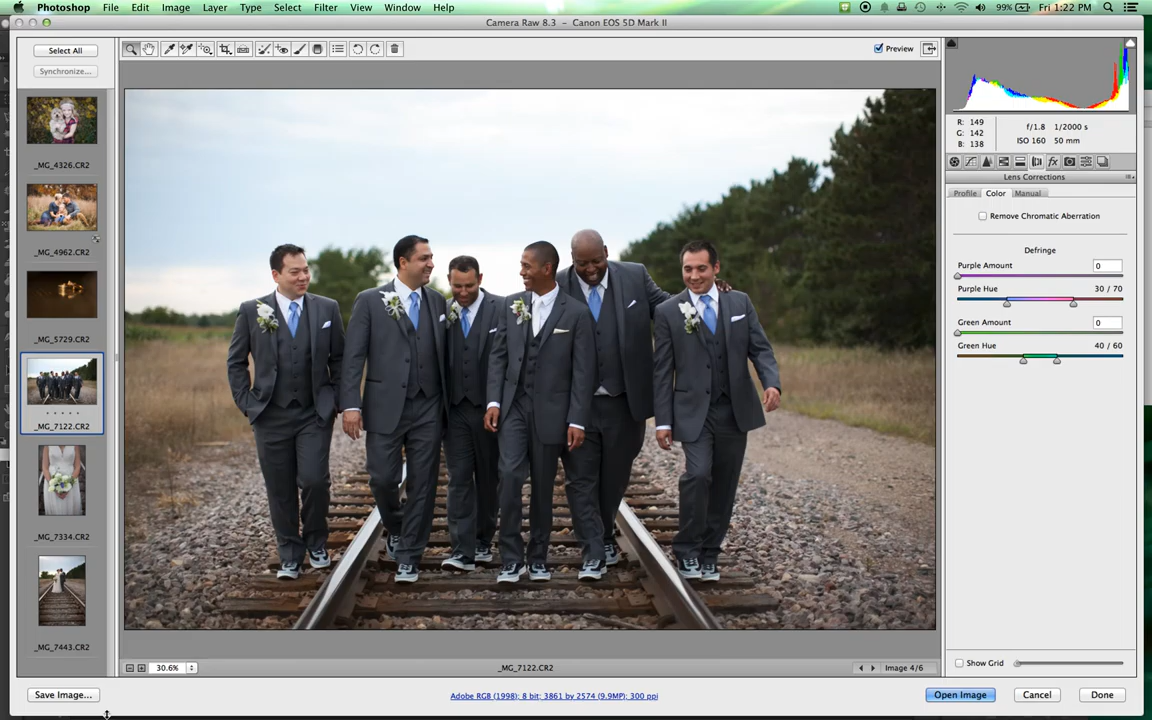 Photoshop File Edit Image Layer Type Select Filter View Window Help
99% Fri 1:22 PM
Camera Raw 8.3 - Canon EOS 5D Mark II
Select All
Synchronize...
Preview
_MG_4326.CR2
_MG_4962.CR2
_MG_5729.CR2
_MG_7122.CR2
_MG_7334.CR2
_MG_7443.CR2
R: 149
G: 142
B: 138
f/1.8 1/2000 s
ISO 160 50 mm
Lens Corrections
Profile Color Manual
Remove Chromatic Aberration
Defringe
Purple Amount 0
Purple Hue 30 / 70
Green Amount 0
Green Hue 40 / 60
30.6%
_MG_7122.CR2
Image 4/6
Show Grid
Save Image...
Adobe RGB (1998); 8 bit; 3861 by 2574 (9.9MP); 300 ppi
Open Image
Cancel
Done